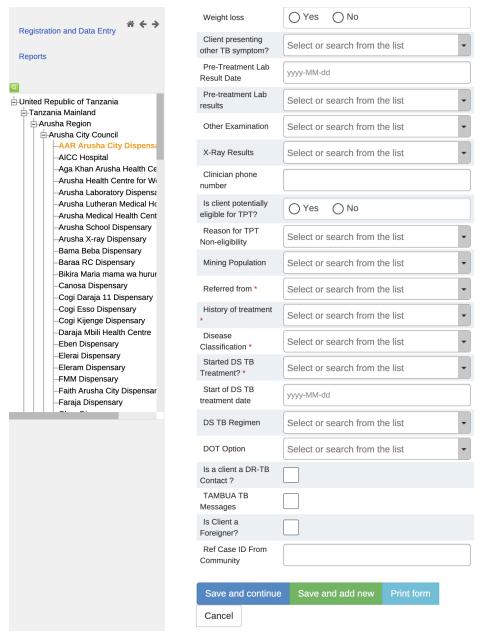 Registration and Data Entry
Reports
United Republic of Tanzania
Tanzania Mainland
Arusha Region
Arusha City Council
AAR Arusha City Dispensa
AICC Hospital
Aga Khan Arusha Health Ce
Arusha Health Centre for W
Arusha Laboratory Dispensa
Arusha Lutheran Medical Ho
Arusha Medical Health Cent
Arusha School Dispensary
Arusha X-ray Dispensary
Bama Beba Dispensary
Baraa RC Dispensary
Bikira Maria mama wa hurur
Canosa Dispensary
Cogi Daraja 11 Dispensary
Cogi Esso Dispensary
Cogi Kijenge Dispensary
Daraja Mbili Health Centre
Eben Dispensary
Elerai Dispensary
Eleram Dispensary
FMM Dispensary
Faith Arusha City Dispensar
Faraja Dispensary
Weight loss Yes No
Client presenting
other TB symptom? Select or search from the list
Pre-Treatment Lab
Result Date yyyy-MM-dd
Pre-treatment Lab
results Select or search from the list
Other Examination Select or search from the list
X-Ray Results Select or search from the list
Clinician phone
number
Is client potentially
eligible for TPT? Yes No
Reason for TPT
Non-eligibility Select or search from the list
Mining Population Select or search from the list
Referred from * Select or search from the list
History of treatment
* Select or search from the list
Disease
Classification * Select or search from the list
Started DS TB
Treatment? * Select or search from the list
Start of DS TB
treatment date yyyy-MM-dd
DS TB Regimen Select or search from the list
DOT Option Select or search from the list
Is a client a DR-TB
Contact ?
TAMBUA TB
Messages
Is Client a
Foreigner?
Ref Case ID From
Community
Save and continue Save and add new Print form
Cancel